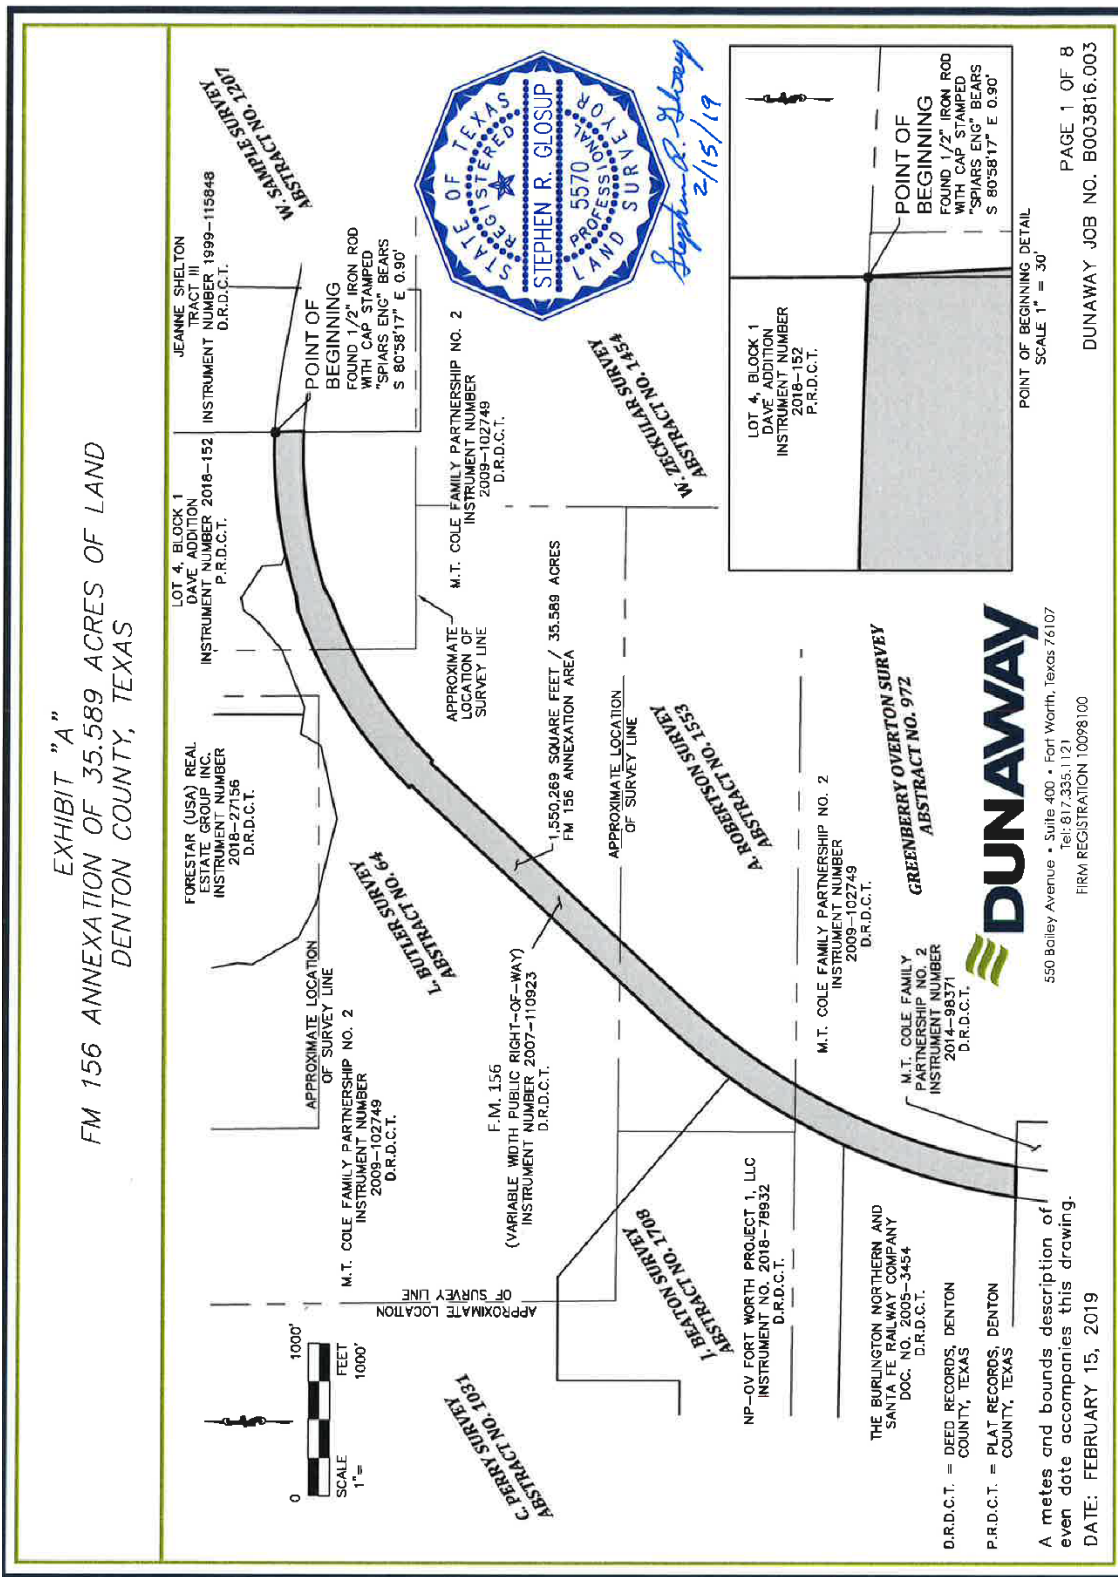 EXHIBIT "A"
FM 156 ANNEXATION OF 35.589 ACRES OF LAND
DENTON COUNTY, TEXAS
0
1000'
SCALE
FEET
1"=
1000'
C. PERRY SURVEY
ABSTRACT NO. 1031
APPROXIMATE LOCATION
OF SURVEY LINE
M.T. COLE FAMILY PARTNERSHIP NO. 2
INSTRUMENT NUMBER
2009-102749
D.R.D.C.T.
APPROXIMATE LOCATION
OF SURVEY LINE
FORESTAR (USA) REAL
ESTATE GROUP INC.
INSTRUMENT NUMBER
2018-27156
D.R.D.C.T.
L. BUTLER SURVEY
ABSTRACT NO. 64
LOT 4, BLOCK 1
DAVE ADDITION
INSTRUMENT NUMBER 2018-152
P.R.D.C.T.
JEANNE SHELTON
TRACT III
INSTRUMENT NUMBER 1999-115848
D.R.D.C.T.
W. SAMPLE SURVEY
ABSTRACT NO. 1207
POINT OF
BEGINNING
FOUND 1/2" IRON ROD
WITH CAP STAMPED
"SPIARS ENG" BEARS
S 80°58'17" E 0.90'
M.T. COLE FAMILY PARTNERSHIP NO. 2
INSTRUMENT NUMBER
2009-102749
D.R.D.C.T.
APPROXIMATE
LOCATION OF
SURVEY LINE
F.M. 156
(VARIABLE WIDTH PUBLIC RIGHT-OF-WAY)
INSTRUMENT NUMBER 2007-110923
D.R.D.C.T.
1,550,269 SQUARE FEET / 35.589 ACRES
FM 156 ANNEXATION AREA
APPROXIMATE LOCATION
OF SURVEY LINE
W. ZECKULAR SURVEY
ABSTRACT NO. 1454
STATE OF TEXAS
REGISTERED
STEPHEN R. GLOSUP
5570
PROFESSIONAL
LAND SURVEYOR
Stephen R. Glosup
2/15/19
J. BEATON SURVEY
ABSTRACT NO. 1708
A. ROBERTSON SURVEY
ABSTRACT NO. 1553
NP-OV FORT WORTH PROJECT 1, LLC
INSTRUMENT NO. 2018-78932
D.R.D.C.T.
M.T. COLE FAMILY PARTNERSHIP NO. 2
INSTRUMENT NUMBER
2009-102749
D.R.D.C.T.
THE BURLINGTON NORTHERN AND
SANTA FE RAILWAY COMPANY
DOC. NO. 2005-3454
D.R.D.C.T.
GREENBERRY OVERTON SURVEY
ABSTRACT NO. 972
M.T. COLE FAMILY
PARTNERSHIP NO. 2
INSTRUMENT NUMBER
2014-98371
D.R.D.C.T.
LOT 4, BLOCK 1
DAVE ADDITION
INSTRUMENT NUMBER
2018-152
P.R.D.C.T.
POINT OF
BEGINNING
FOUND 1/2" IRON ROD
WITH CAP STAMPED
"SPIARS ENG" BEARS
S 80°58'17" E 0.90'
POINT OF BEGINNING DETAIL
SCALE 1" = 30'
D.R.D.C.T. = DEED RECORDS, DENTON
COUNTY, TEXAS
P.R.D.C.T. = PLAT RECORDS, DENTON
COUNTY, TEXAS
A metes and bounds description of
even date accompanies this drawing.
DATE: FEBRUARY 15, 2019
DUNAWAY
550 Bailey Avenue • Suite 400 • Fort Worth, Texas 76107
Tel: 817.335.1121
FIRM REGISTRATION 10098100
PAGE 1 OF 8
DUNAWAY JOB NO. B003816.003